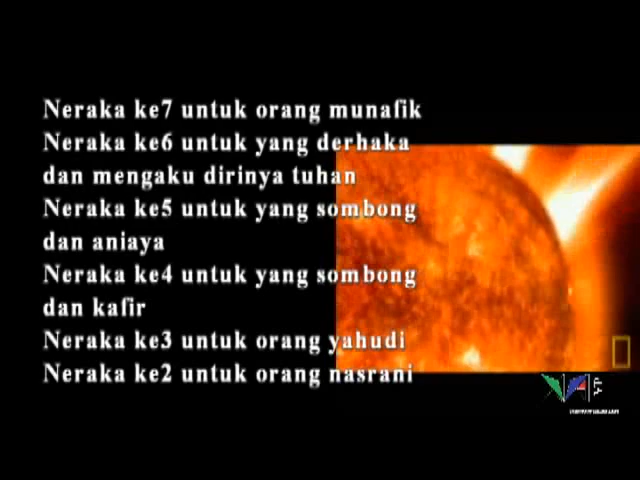 Neraka ke7 untuk orang munafik
Neraka ke6 untuk yang derhaka
dan mengaku dirinya tuhan
Neraka ke5 untuk yang sombong
dan aniaya
Neraka ke4 untuk yang sombong
dan kafir
Neraka ke3 untuk orang yahudi
Neraka ke2 untuk orang nasrani